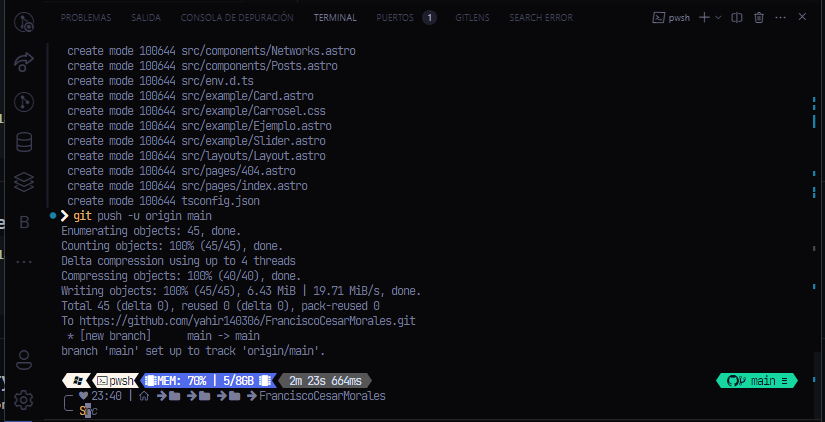 PROBLEMAS SALIDA CONSOLA DE DEPURACIÓN TERMINAL PUERTOS 1 GITLENS SEARCH ERROR pwsh
create mode 100644 src/components/Networks.astro
create mode 100644 src/components/Posts.astro
create mode 100644 src/env.d.ts
create mode 100644 src/example/Card.astro
create mode 100644 src/example/Carrosel.css
create mode 100644 src/example/Ejemplo.astro
create mode 100644 src/example/Slider.astro
create mode 100644 src/layouts/Layout.astro
create mode 100644 src/pages/404.astro
create mode 100644 src/pages/index.astro
create mode 100644 tsconfig.json
❯ git push -u origin main
Enumerating objects: 45, done.
Counting objects: 100% (45/45), done.
Delta compression using up to 4 threads
Compressing objects: 100% (40/40), done.
Writing objects: 100% (45/45), 6.43 MiB | 19.71 MiB/s, done.
Total 45 (delta 0), reused 0 (delta 0), pack-reused 0
To https://github.com/yahir140306/FranciscoCesarMorales.git
* [new branch] main -> main
branch 'main' set up to track 'origin/main'.
pwsh MEM: 70% | 5/8GB 2m 23s 664ms main ≡
♥ 23:40 | → → → → FranciscoCesarMorales
Src